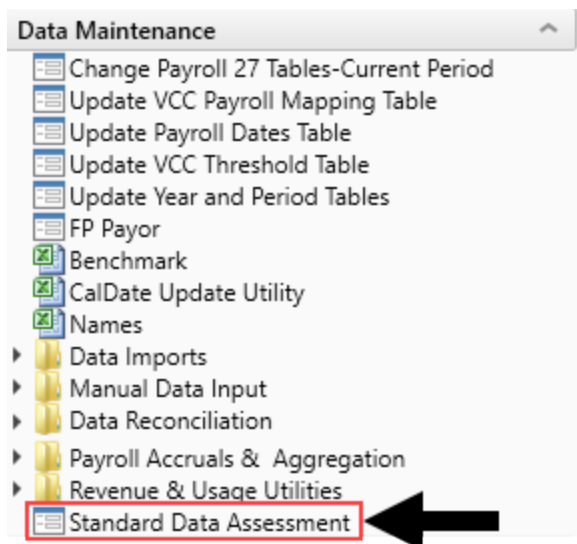 Data Maintenance
Change Payroll 27 Tables-Current Period
Update VCC Payroll Mapping Table
Update Payroll Dates Table
Update VCC Threshold Table
Update Year and Period Tables
FP Payor
Benchmark
CalDate Update Utility
Names
Data Imports
Manual Data Input
Data Reconciliation
Payroll Accruals & Aggregation
Revenue & Usage Utilities
Standard Data Assessment